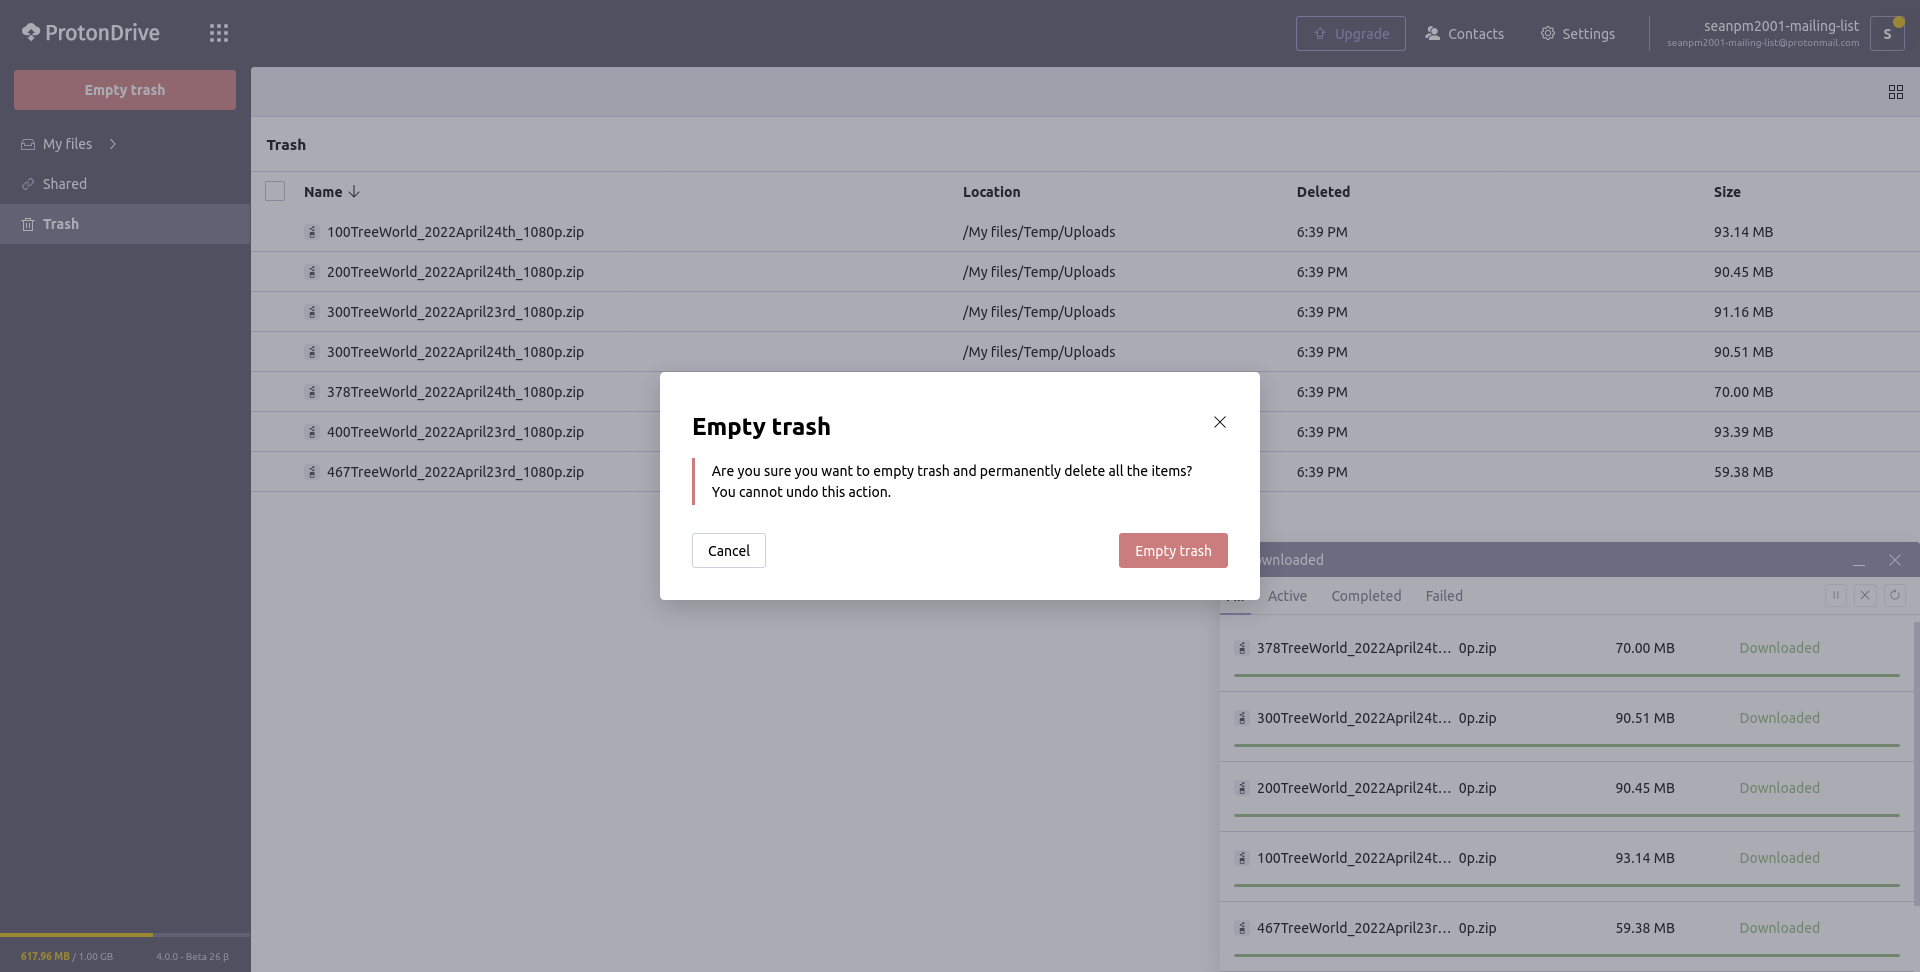 ProtonDrive
Upgrade
Contacts
Settings
seanpm2001-mailing-list
seanpm2001-mailing-list@protonmail.com
S
Empty trash
My files
Shared
Trash
Trash
Name Location Deleted Size
100TreeWorld_2022April24th_1080p.zip /My files/Temp/Uploads 6:39 PM 93.14 MB
200TreeWorld_2022April24th_1080p.zip /My files/Temp/Uploads 6:39 PM 90.45 MB
300TreeWorld_2022April23rd_1080p.zip /My files/Temp/Uploads 6:39 PM 91.16 MB
300TreeWorld_2022April24th_1080p.zip /My files/Temp/Uploads 6:39 PM 90.51 MB
378TreeWorld_2022April24th_1080p.zip 6:39 PM 70.00 MB
400TreeWorld_2022April23rd_1080p.zip 6:39 PM 93.39 MB
467TreeWorld_2022April23rd_1080p.zip 6:39 PM 59.38 MB
Empty trash
Are you sure you want to empty trash and permanently delete all the items?
You cannot undo this action.
Cancel Empty trash
wnloaded
Active Completed Failed
378TreeWorld_2022April24t… 0p.zip 70.00 MB Downloaded
300TreeWorld_2022April24t… 0p.zip 90.51 MB Downloaded
200TreeWorld_2022April24t… 0p.zip 90.45 MB Downloaded
100TreeWorld_2022April24t… 0p.zip 93.14 MB Downloaded
467TreeWorld_2022April23r… 0p.zip 59.38 MB Downloaded
617.96 MB / 1.00 GB 4.0.0 - Beta 26 β